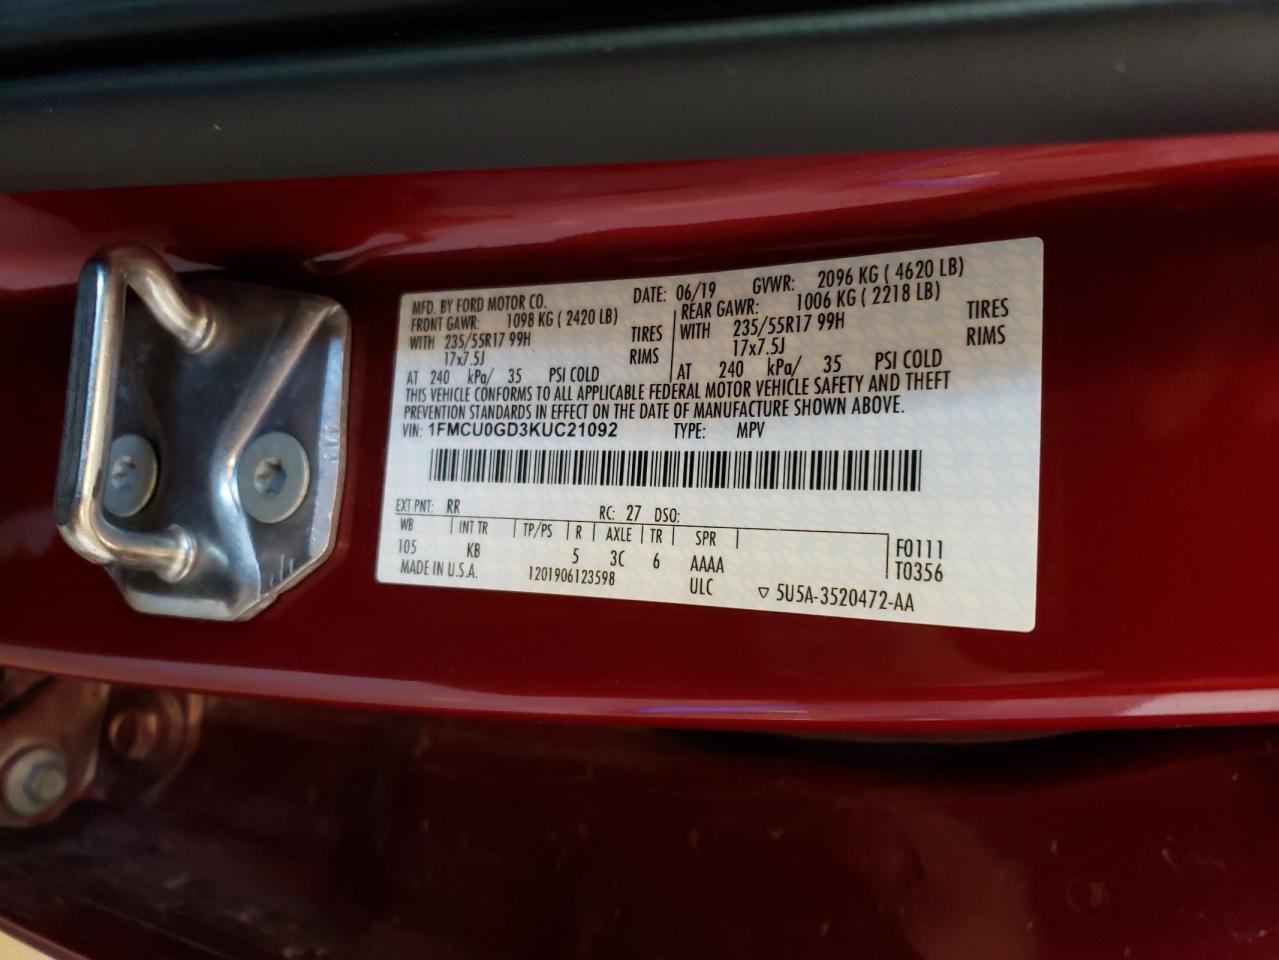 MFD. BY FORD MOTOR CO. DATE: 06/19 GVWR: 2096 KG ( 4620 LB)
FRONT GAWR: 1098 KG ( 2420 LB) REAR GAWR: 1006 KG ( 2218 LB)
WITH 235/55R17 99H TIRES WITH 235/55R17 99H TIRES
17x7.5J RIMS 17x7.5J RIMS
AT 240 kPa/ 35 PSI COLD AT 240 kPa/ 35 PSI COLD
THIS VEHICLE CONFORMS TO ALL APPLICABLE FEDERAL MOTOR VEHICLE SAFETY AND THEFT
PREVENTION STANDARDS IN EFFECT ON THE DATE OF MANUFACTURE SHOWN ABOVE.
VIN: 1FMCU0GD3KUC21092 TYPE: MPV
EXT PNT: RR RC: 27 DSO:
WB INT TR TP/PS R AXLE TR SPR F0111
105 KB 5 3C 6 AAAA T0356
MADE IN U.S.A. 1201906123598 ULC ▽ 5U5A-3520472-AA